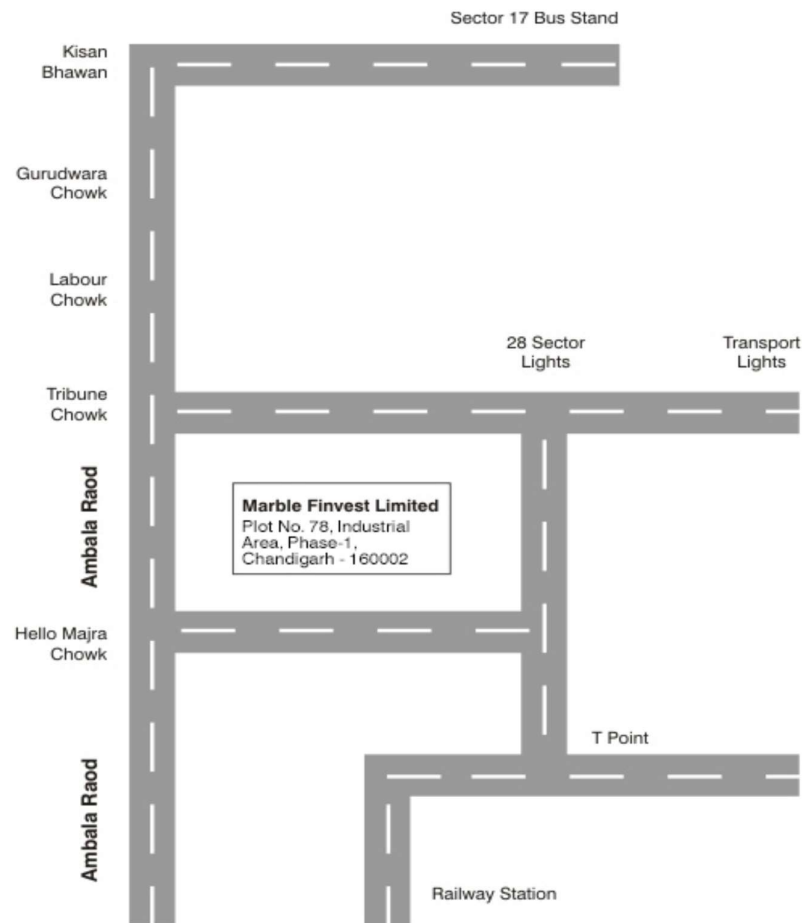 Sector 17 Bus Stand
Kisan
Bhawan
Gurudwara
Chowk
Labour
Chowk
28 Sector
Lights
Transport
Lights
Tribune
Chowk
Ambala Raod
Marble Finvest Limited
Plot No. 78, Industrial
Area, Phase-1,
Chandigarh - 160002
Hello Majra
Chowk
T Point
Ambala Raod
Railway Station